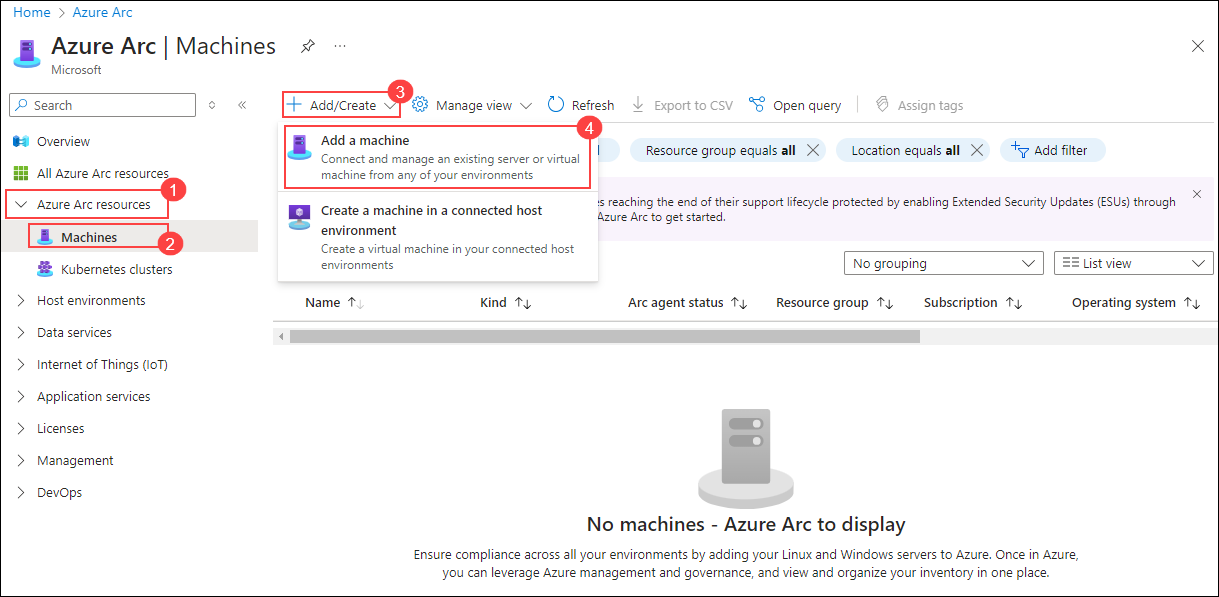 Home > Azure Arc
Azure Arc | Machines
Microsoft
Search
Overview
All Azure Arc resources
1
Azure Arc resources
Machines
2
Kubernetes clusters
Host environments
Data services
Internet of Things (IoT)
Application services
Licenses
Management
DevOps
3
Add/Create
Manage view
Refresh
Export to CSV
Open query
Assign tags
4
Add a machine
Connect and manage an existing server or virtual
machine from any of your environments
Create a machine in a connected host
environment
Create a virtual machine in your connected host
environments
Resource group equals all
Location equals all
Add filter
es reaching the end of their support lifecycle protected by enabling Extended Security Updates (ESUs) through
Azure Arc to get started.
No grouping
List view
Name
Kind
Arc agent status
Resource group
Subscription
Operating system
No machines - Azure Arc to display
Ensure compliance across all your environments by adding your Linux and Windows servers to Azure. Once in Azure,
you can leverage Azure management and governance, and view and organize your inventory in one place.